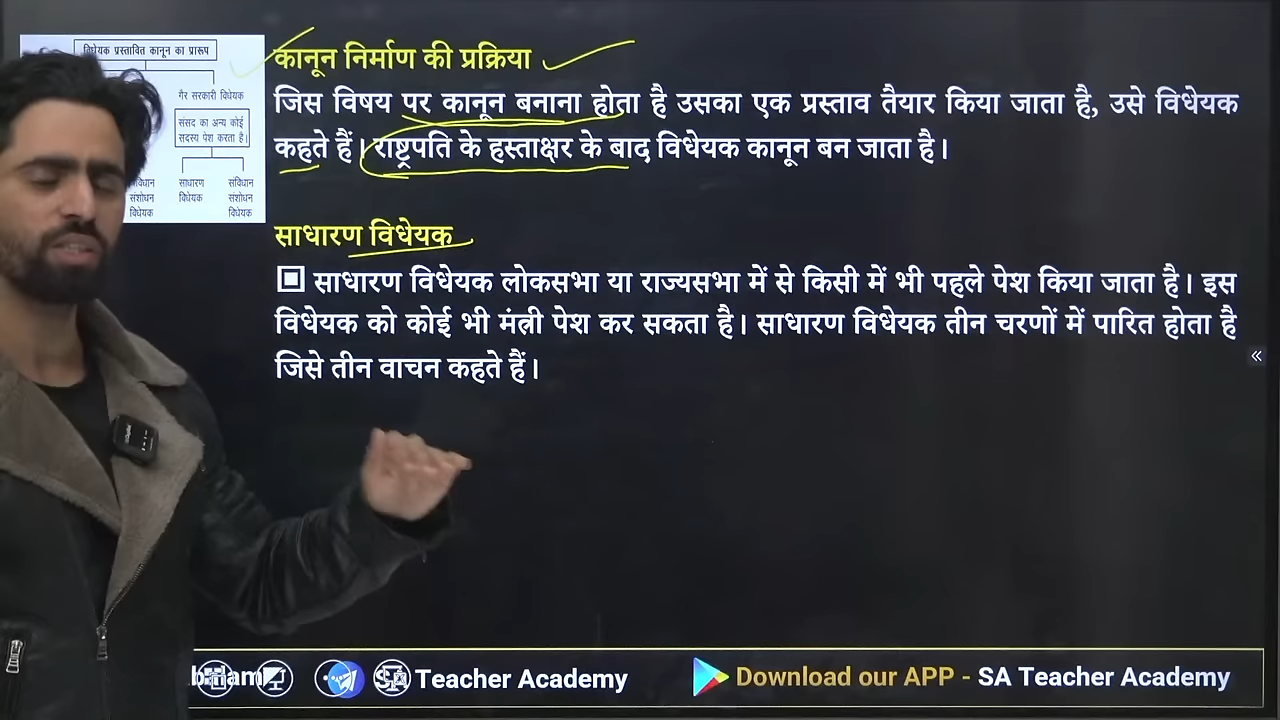 विधेयक प्रस्तावित कानून का प्रारूप
गैर सरकारी विधेयक
संसद का अन्य कोई
सदस्य पेश करता है।
संशोधन
विधेयक
साधारण
विधेयक
संविधान
संशोधन
विधेयक
कानून निर्माण की प्रक्रिया
जिस विषय पर कानून बनाना होता है उसका एक प्रस्ताव तैयार किया जाता है, उसे विधेयक
कहते हैं। राष्ट्रपति के हस्ताक्षर के बाद विधेयक कानून बन जाता है।
साधारण विधेयक
साधारण विधेयक लोकसभा या राज्यसभा में से किसी में भी पहले पेश किया जाता है। इस
विधेयक को कोई भी मंत्री पेश कर सकता है। साधारण विधेयक तीन चरणों में पारित होता है
जिसे तीन वाचन कहते हैं।
Teacher Academy
Download our APP - SA Teacher Academy